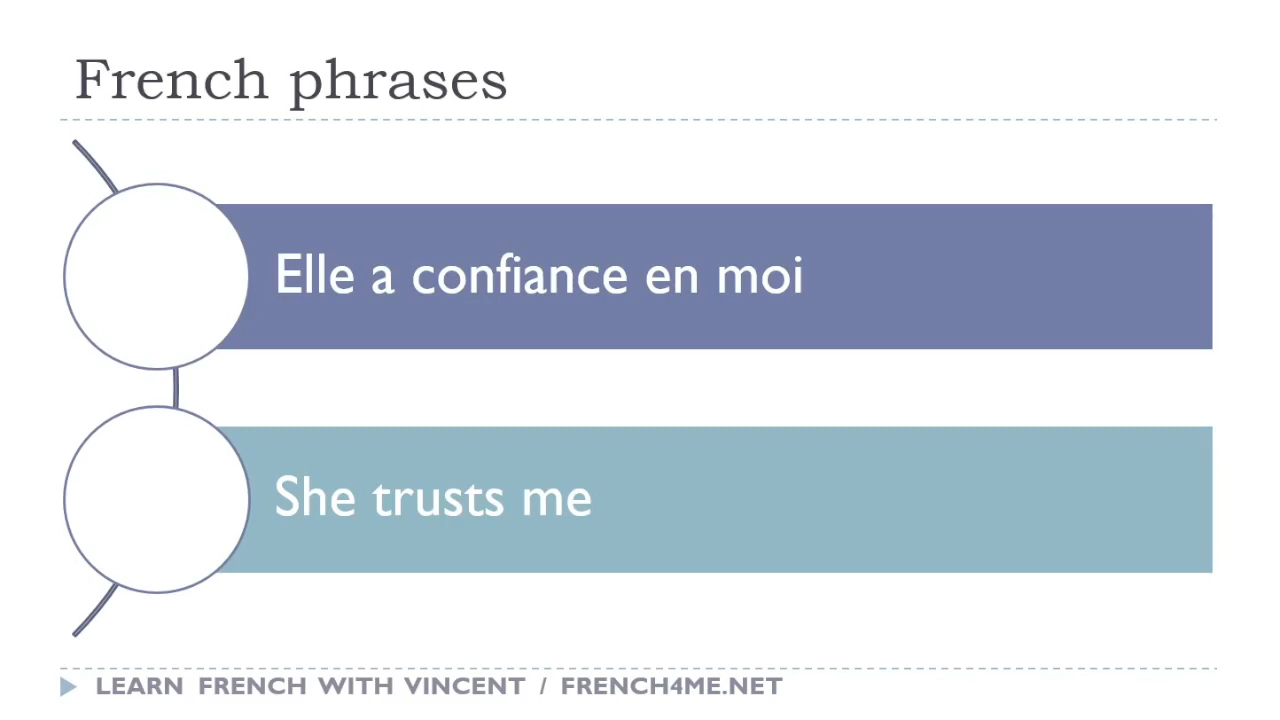 French phrases
Elle a confiance en moi
She trusts me
LEARN FRENCH WITH VINCENT / FRENCH4ME.NET